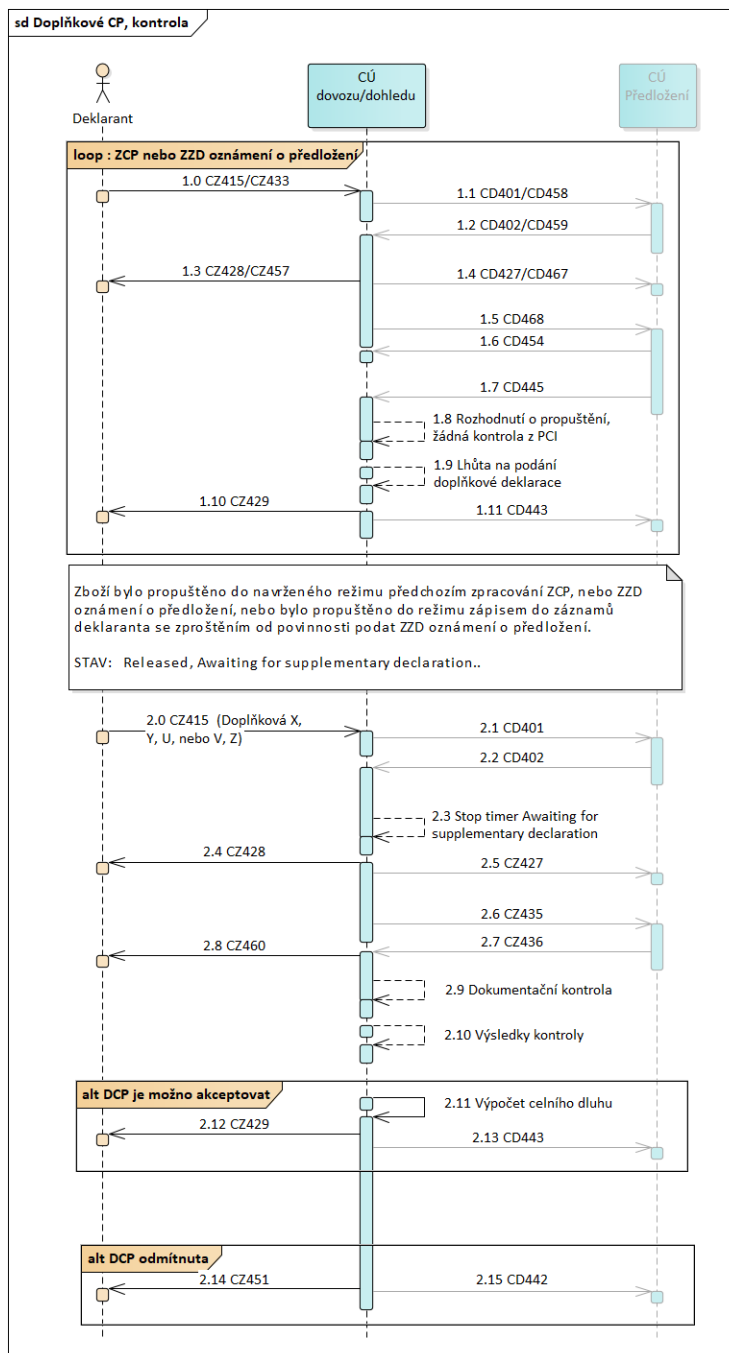 sd Doplňkové CP, kontrola
Deklarant
CÚ
dovozu/dohledu
CÚ
Předložení
loop : ZCP nebo ZZD oznámení o předložení
1.0 CZ415/CZ433
1.1 CD401/CD458
1.2 CD402/CD459
1.3 CZ428/CZ457
1.4 CD427/CD467
1.5 CD468
1.6 CD454
1.7 CD445
1.8 Rozhodnutí o propuštění,
žádná kontrola z PCI
1.9 Lhůta na podání
doplňkové deklarace
1.10 CZ429
1.11 CD443
Zboží bylo propuštěno do navrženého režimu předchozím zpracování ZCP, nebo ZZD
oznámení o předložení, nebo bylo propuštěno do režimu zápisem do záznamů
deklaranta se zproštěním od povinnosti podat ZZD oznámení o předložení.
STAV: Released, Awaiting for supplementary declaration..
2.0 CZ415 (Doplňková X,
Y, U, nebo V, Z)
2.1 CD401
2.2 CD402
2.3 Stop timer Awaiting for
supplementary declaration
2.4 CZ428
2.5 CZ427
2.6 CZ435
2.7 CZ436
2.8 CZ460
2.9 Dokumentační kontrola
2.10 Výsledky kontroly
alt DCP je možno akceptovat
2.11 Výpočet celního dluhu
2.12 CZ429
2.13 CD443
alt DCP odmítnuta
2.14 CZ451
2.15 CD442